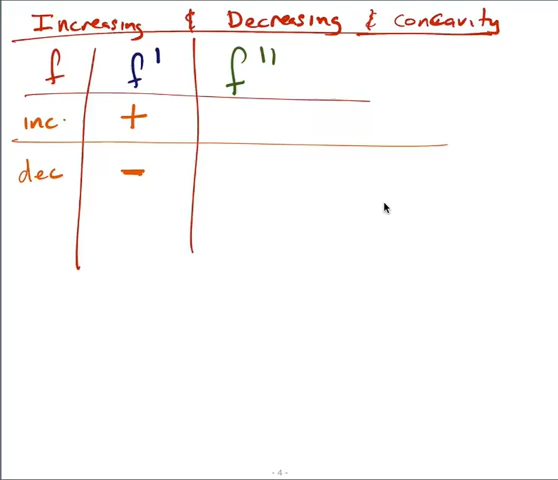 Increasing & Decreasing & Concavity
f f' f''
inc. +
dec -
- 4 -